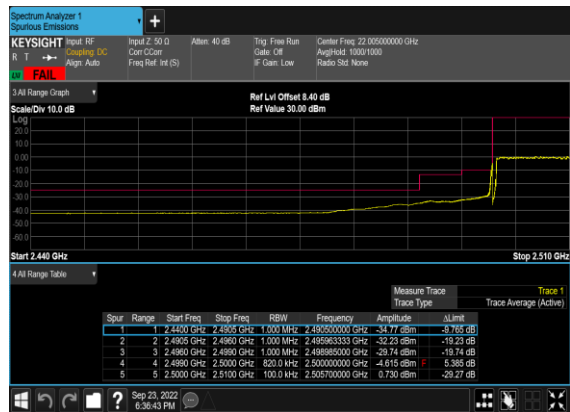 Spectrum Analyzer 1
Spurious Emissions
KEYSIGHT Input: RF Input Z: 50 Ω Atten: 40 dB Trig: Free Run Center Freq: 22.005000000 GHz
R T Coupling: DC Corr CCorr Gate: Off Avg|Hold: 1000/1000
Align: Auto Freq Ref: Int (S) IF Gain: Low Radio Std: None
LXI FAIL
3 All Range Graph
Ref Lvl Offset 8.40 dB
Scale/Div 10.0 dB Ref Value 30.00 dBm
Log
20.0
10.0
0.00
-10.0
-20.0
-30.0
-40.0
-50.0
-60.0
Start 2.440 GHz Stop 2.510 GHz
4 All Range Table
Measure Trace Trace 1
Trace Type Trace Average (Active)
Spur Range Start Freq Stop Freq RBW Frequency Amplitude ΔLimit
1 1 2.4400 GHz 2.4905 GHz 1.000 MHz 2.490500000 GHz -34.77 dBm -9.765 dB
2 2 2.4905 GHz 2.4960 GHz 1.000 MHz 2.495963333 GHz -32.23 dBm -19.23 dB
3 3 2.4960 GHz 2.4990 GHz 1.000 MHz 2.498985000 GHz -29.74 dBm -19.74 dB
4 4 2.4990 GHz 2.5000 GHz 820.0 kHz 2.500000000 GHz -4.615 dBm F 5.385 dB
5 5 2.5000 GHz 2.5100 GHz 100.0 kHz 2.505700000 GHz 0.730 dBm -29.27 dB
Sep 23, 2022
6:36:43 PM